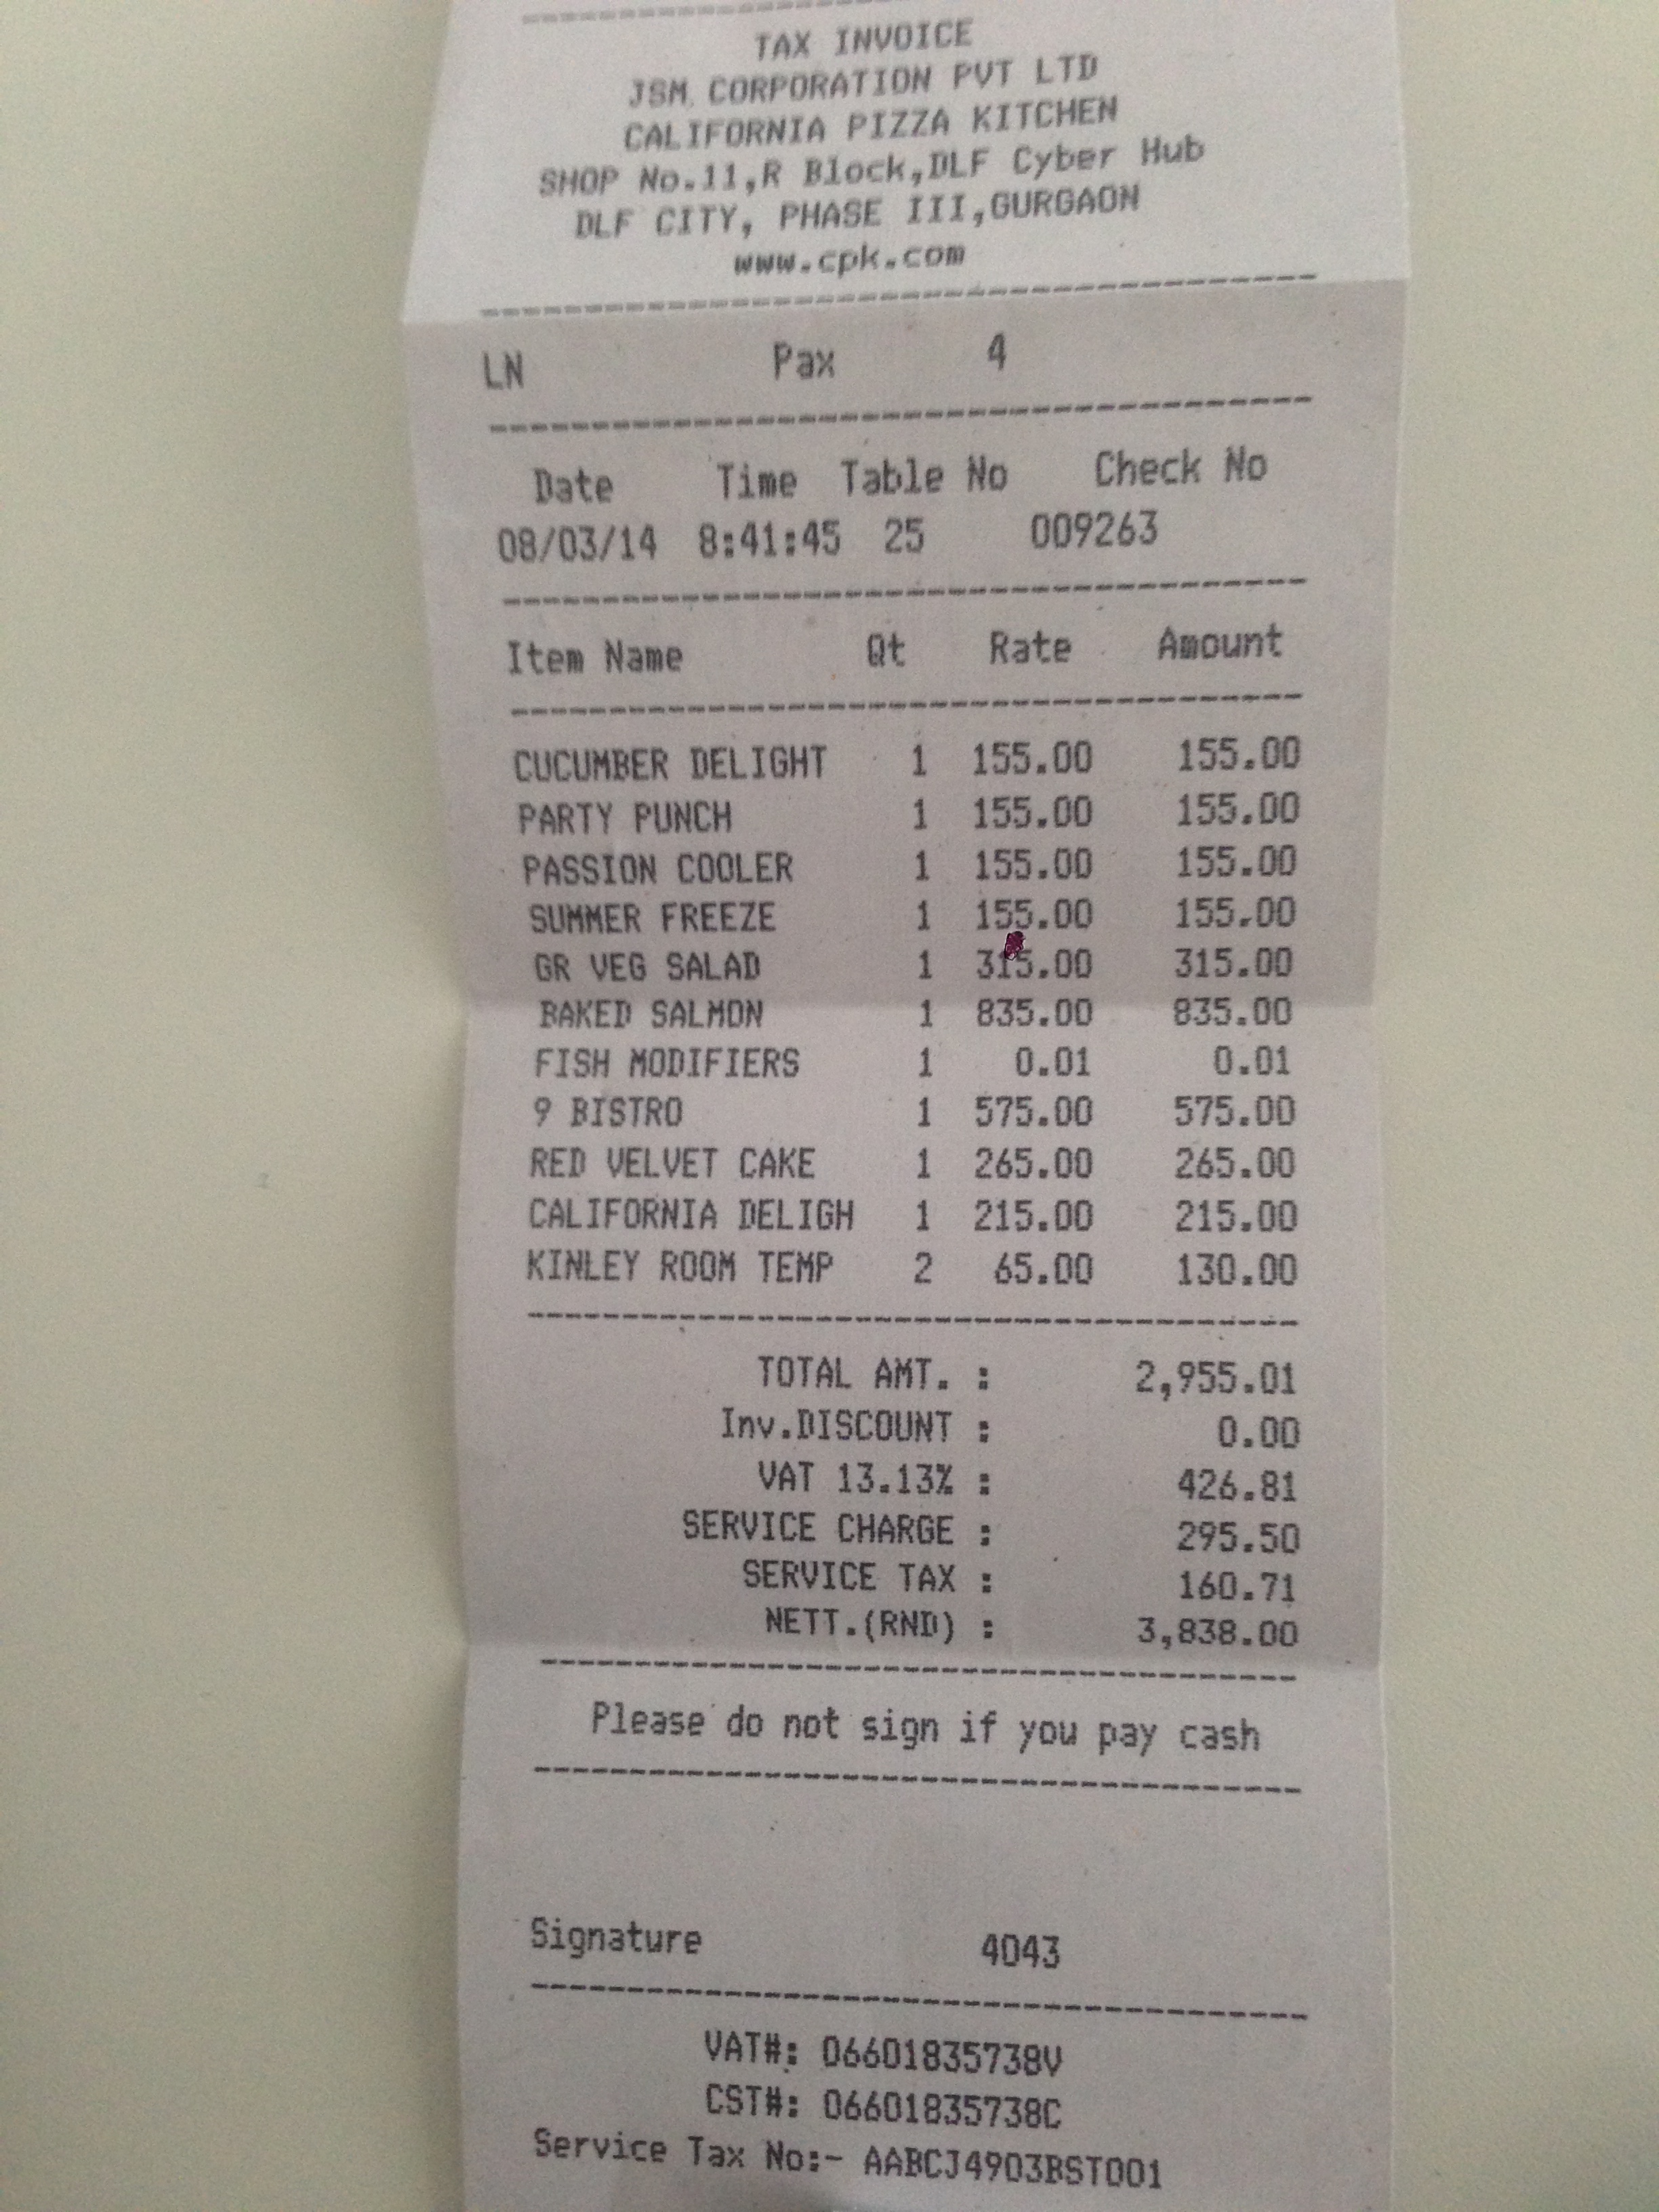 TAX INVOICE
JSM CORPORATION PVT LTD
CALIFORNIA PIZZA KITCHEN
SHOP No.11,R Block,DLF Cyber Hub
DLF CITY, PHASE III,GURGAON
www.cpk.com
LN Pax 4
Date Time Table No Check No
08/03/14 8:41:45 25 009263
Item Name Qt Rate Amount
CUCUMBER DELIGHT 1 155.00 155.00
PARTY PUNCH 1 155.00 155.00
PASSION COOLER 1 155.00 155.00
SUMMER FREEZE 1 155.00 155.00
GR VEG SALAD 1 315.00 315.00
BAKED SALMON 1 835.00 835.00
FISH MODIFIERS 1 0.01 0.01
9 BISTRO 1 575.00 575.00
RED VELVET CAKE 1 265.00 265.00
CALIFORNIA DELIGH 1 215.00 215.00
KINLEY ROOM TEMP 2 65.00 130.00
TOTAL AMT. : 2,955.01
Inv.DISCOUNT : 0.00
VAT 13.13% : 426.81
SERVICE CHARGE : 295.50
SERVICE TAX : 160.71
NETT.(RND) : 3,838.00
Please do not sign if you pay cash
Signature 4043
VAT#: 06601835738V
CST#: 06601835738C
Service Tax No:- AABCJ4903BST001